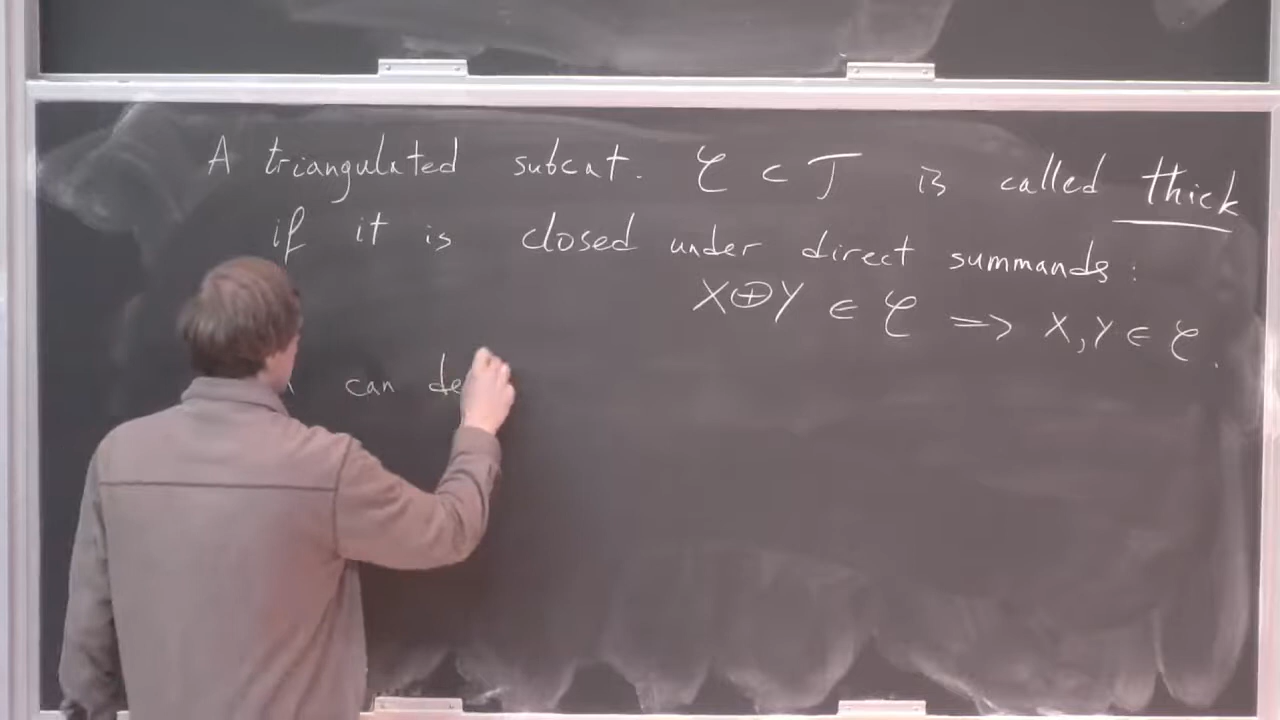 A triangulated subcat. 𝒞 ⊂ 𝒯 is called thick
if it is closed under direct summands:
X⊕Y ∈ 𝒞 => X, Y ∈ 𝒞.
can de